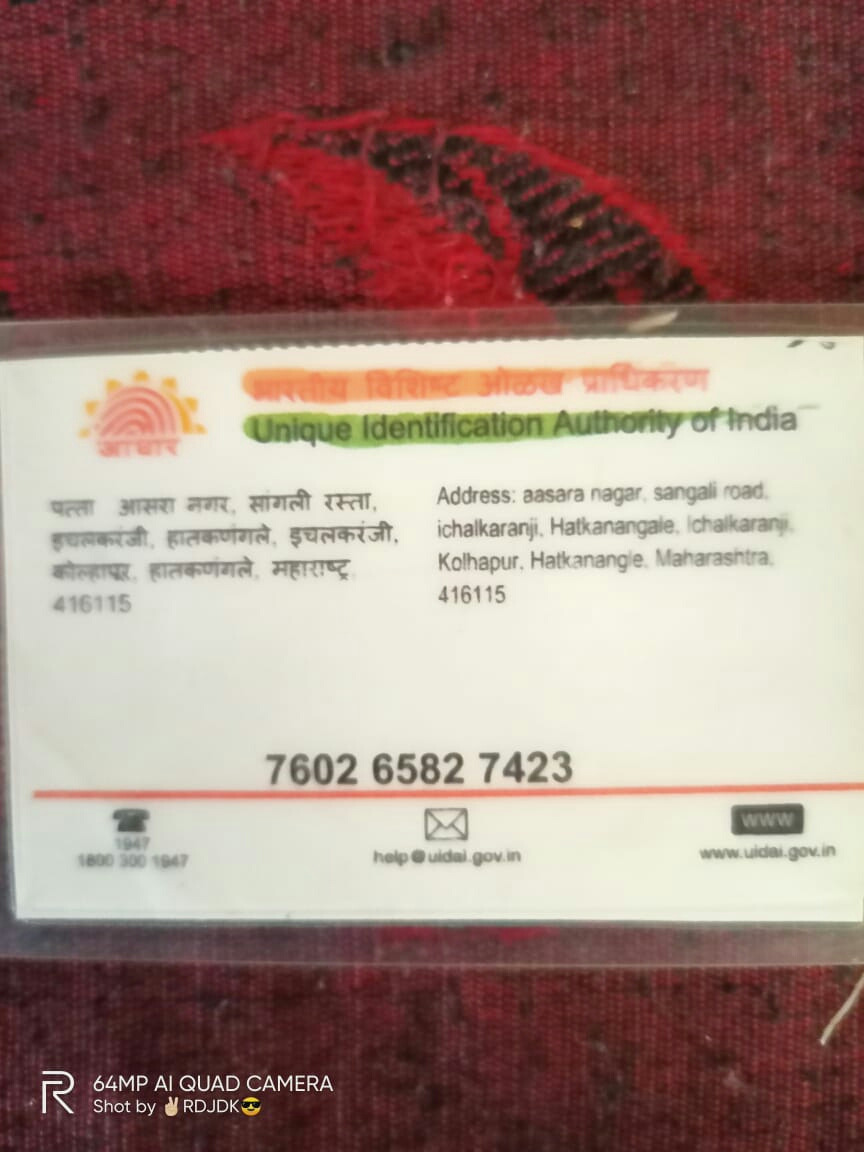 भारतीय विशिष्ट ओळख प्राधिकरण
Unique Identification Authority of India
आधार
पत्ता आसरा नगर, सांगली रस्ता,
इचलकरंजी, हातकणंगले, इचलकरंजी,
कोल्हापूर, हातकणंगले, महाराष्ट्र,
416115
Address: aasara nagar, sangali road,
ichalkaranji, Hatkanangale, Ichalkaranji,
Kolhapur, Hatkanangle, Maharashtra,
416115
7602 6582 7423
1947
1800 300 1947
help@uidai.gov.in
WWW
www.uidai.gov.in
64MP AI QUAD CAMERA
Shot by ✌🏻RDJDK😎